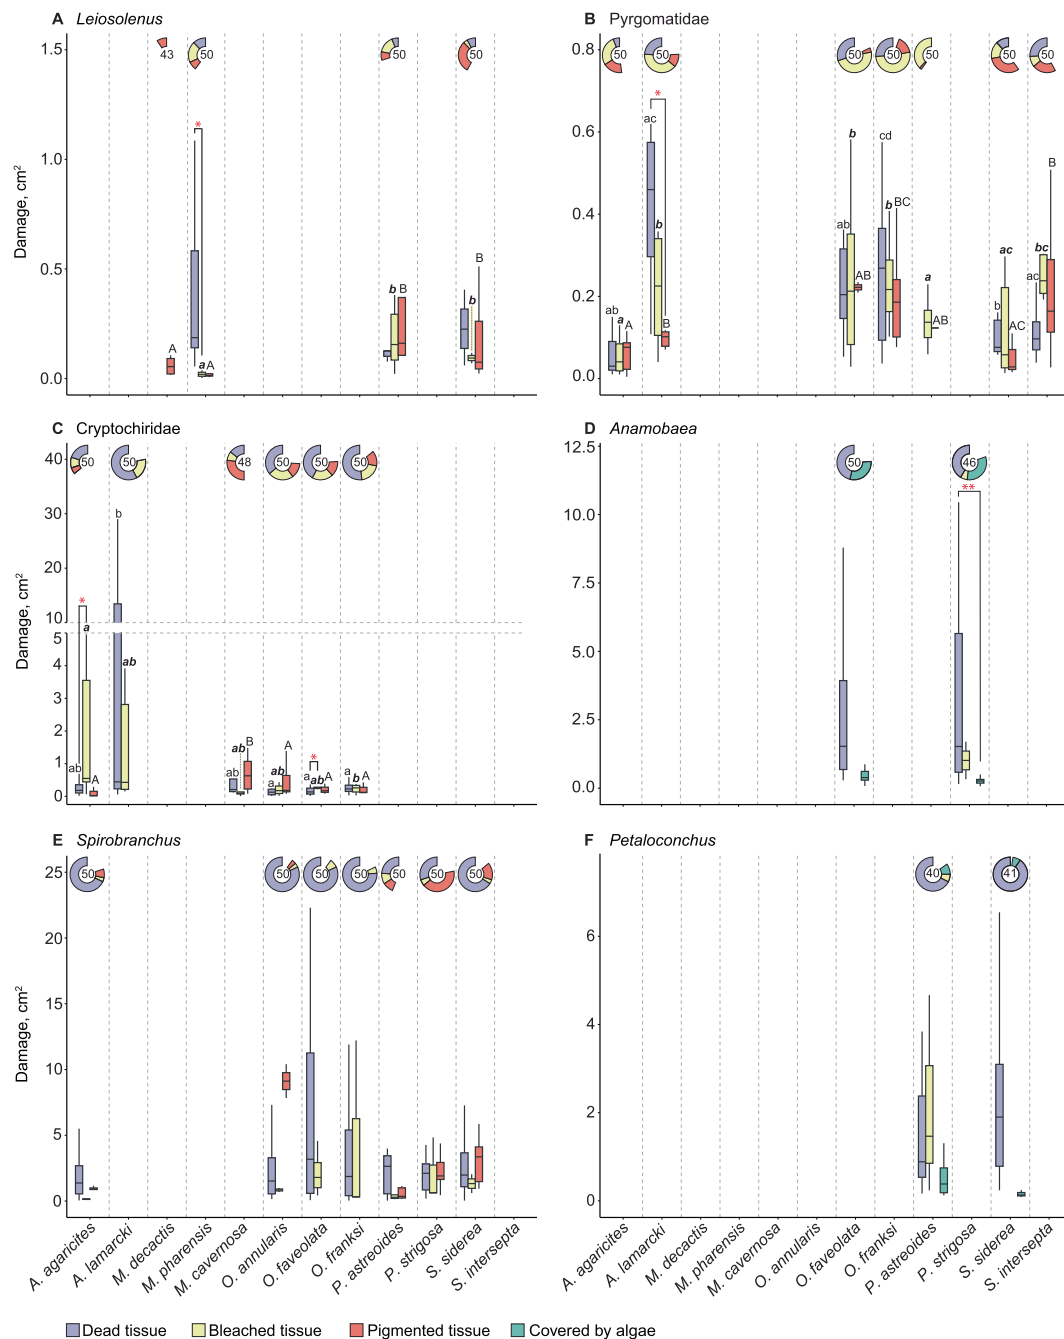 A Leiosolenus
1.5
1.0
0.5
0.0
Damage, cm²
43
50
50
50
*
A
a A
b B
b
B
B Pyrgomatidae
0.8
0.6
0.4
0.2
0.0
50
50
50
50
50
50
50
*
ab
a A
ac
b
B
ab
b
AB
cd
b BC
a
AB
b
ac
AC
ac
bc
B
C Cryptochiridae
40
30
20
10
5
4
3
2
1
0
Damage, cm²
50
50
48
50
50
50
*
ab
a
A
b
ab
ab
ab B
a
ab
A
*
a ab A
a
b A
D Anamobaea
12.5
10.0
7.5
5.0
2.5
0.0
50
46
**
E Spirobranchus
25
20
15
10
5
0
Damage, cm²
50
50
50
50
50
50
50
F Petaloconchus
6
4
2
0
40
41
A. agaricites
A. lamarcki
M. decactis
M. pharensis
M. cavernosa
O. annularis
O. faveolata
O. franksi
P. astreoides
P. strigosa
S. siderea
S. intersepta
A. agaricites
A. lamarcki
M. decactis
M. pharensis
M. cavernosa
O. annularis
O. faveolata
O. franksi
P. astreoides
P. strigosa
S. siderea
S. intersepta
Dead tissue Bleached tissue Pigmented tissue Covered by algae